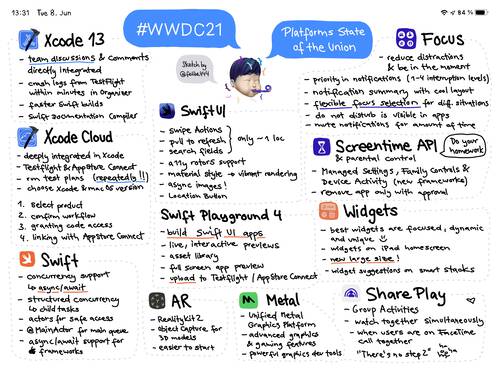 13:31 Tue 8. Jun
84 %
#WWDC21
Platforms State
of the Union
Sketch by
Xcode 13
- team discussions & comments
directly integrated
- crash logs from TestFlight
within minutes in Organizer
- faster Swift builds
- Swift Documentation Compiler
Xcode Cloud
- deeply integrated in Xcode
- Testflight & AppStore Connect
- run test plans (repeatedly!!)
- choose Xcode & macOS version
1. Select product
2. confirm workflow
3. granting code access
4. linking with AppStore Connect
Swift
- concurrency support
↳ async/await
- structured concurrency
↳ child tasks
- actors for safe access
- @MainActor for main queue
- async/await support for
frameworks
SwiftUI
- swipe Actions
- pull to refresh
- search fields
only ~1 loc
- a11y rotors support
- material style → vibrant rendering
- async images!
- Location Button
Swift Playground 4
- build SwiftUI apps
- live, interactive previews
- asset library
- full screen app preview
- upload to Testflight / AppStore Connect
AR
- RealityKit 2
- Object Capture for
3D models
- easier to start
Metal
- Unified Metal
Graphics Platform
- advanced graphics
& gaming features
- powerful graphics dev tools
Focus
- reduce distractions
& be in the moment
- priority in notifications (1-4 interruption levels)
- notification summary with cool layout
- flexible focus selection for diff. situations
- do not disturb is visible in apps
- mute notifications for amount of time
Screentime API
& parental control
Do your
homework
- Managed Settings, Family Controls &
Device Activity (new frameworks)
- remove app only with approval
Widgets
- best widgets are focused, dynamic
and unique
- widgets on iPad homescreen
- new large size!
- widget suggestions on smart stacks
Share Play
- Group Activities
- watch together simultaneously
- when users are on FaceTime
call together
"There's no step 2"
ha
ha